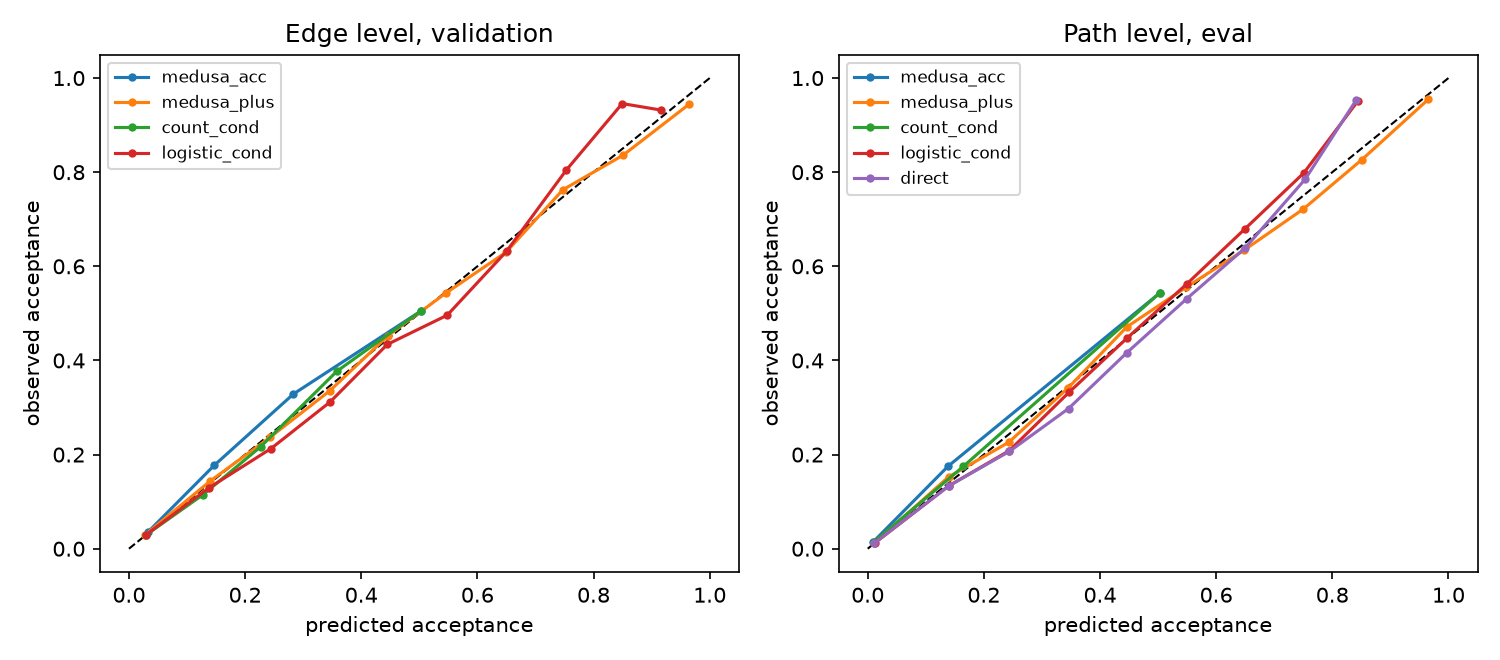 Edge level, validation
medusa_acc
medusa_plus
count_cond
logistic_cond
1.0
0.8
0.6
0.4
0.2
0.0
observed acceptance
0.0 0.2 0.4 0.6 0.8 1.0
predicted acceptance
Path level, eval
medusa_acc
medusa_plus
count_cond
logistic_cond
direct
1.0
0.8
0.6
0.4
0.2
0.0
observed acceptance
0.0 0.2 0.4 0.6 0.8 1.0
predicted acceptance